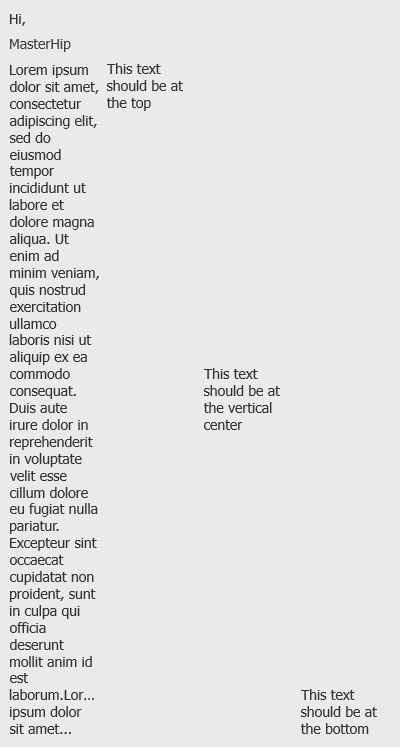 Hi,
MasterHip
Lorem ipsum
dolor sit amet,
consectetur
adipiscing elit,
sed do
eiusmod
tempor
incididunt ut
labore et
dolore magna
aliqua. Ut
enim ad
minim veniam,
quis nostrud
exercitation
ullamco
laboris nisi ut
aliquip ex ea
commodo
consequat.
Duis aute
irure dolor in
reprehenderit
in voluptate
velit esse
cillum dolore
eu fugiat nulla
pariatur.
Excepteur sint
occaecat
cupidatat non
proident, sunt
in culpa qui
officia
deserunt
mollit anim id
est
laborum.Lor...
ipsum dolor
sit amet...
This text
should be at
the top
This text
should be at
the vertical
center
This text
should be at
the bottom